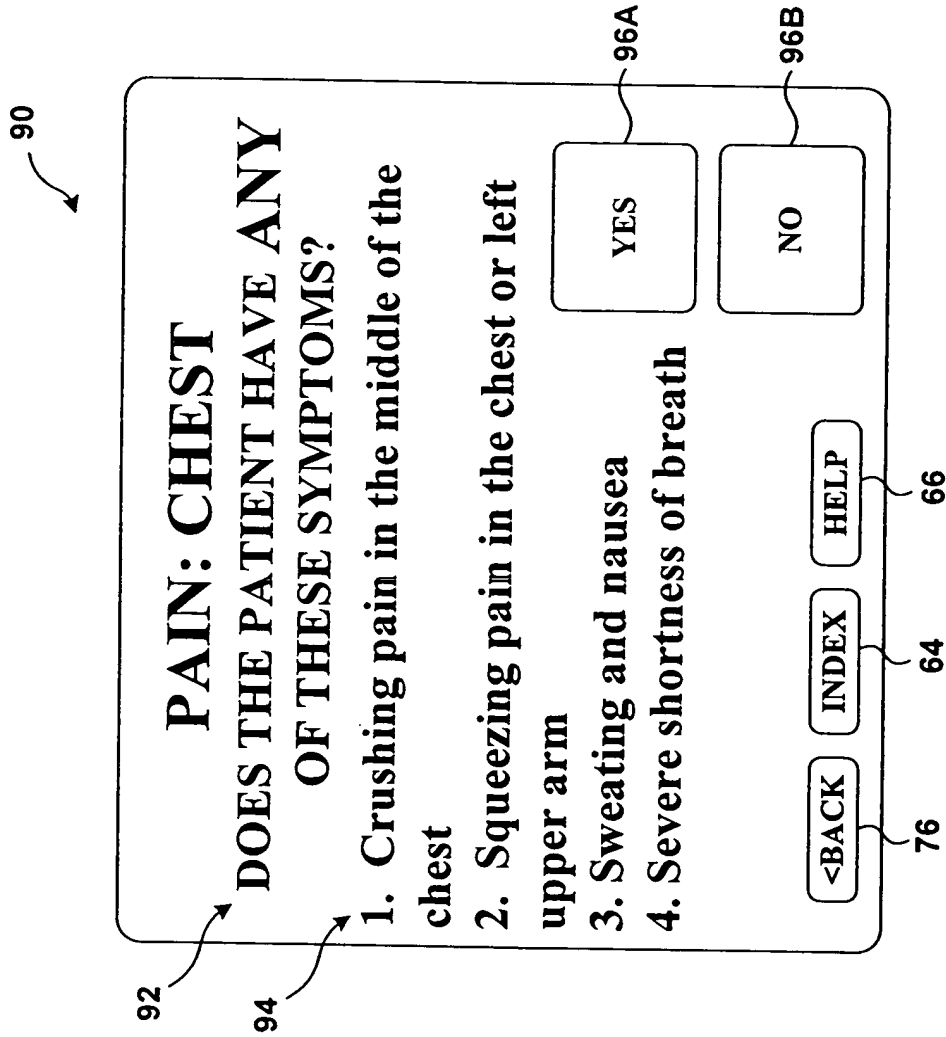 90
PAIN: CHEST
92
DOES THE PATIENT HAVE ANY
OF THESE SYMPTOMS?
94
1. Crushing pain in the middle of the
chest
2. Squeezing pain in the chest or left
upper arm
3. Sweating and nausea
4. Severe shortness of breath
YES
96A
NO
96B
<BACK
INDEX
HELP
76
64
66